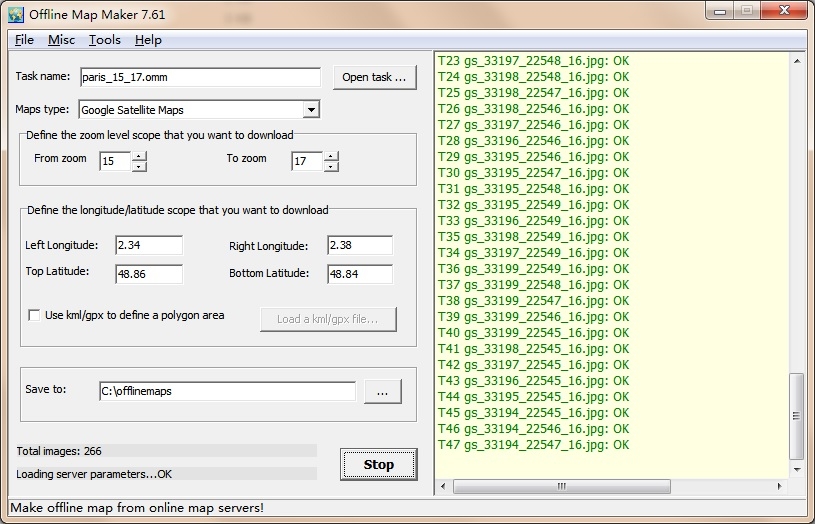 Offline Map Maker 7.61
File Misc Tools Help
Task name: paris_15_17.omm Open task ...
Maps type: Google Satellite Maps
Define the zoom level scope that you want to download
From zoom 15 To zoom 17
Define the longitude/latitude scope that you want to download
Left Longitude: 2.34 Right Longitude: 2.38
Top Latitude: 48.86 Bottom Latitude: 48.84
Use kml/gpx to define a polygon area Load a kml/gpx file...
Save to: C:\offlinemaps ...
Total images: 266
Loading server parameters...OK
Stop
T23 gs_33197_22548_16.jpg: OK
T24 gs_33198_22548_16.jpg: OK
T25 gs_33198_22547_16.jpg: OK
T26 gs_33198_22546_16.jpg: OK
T27 gs_33197_22546_16.jpg: OK
T28 gs_33196_22546_16.jpg: OK
T29 gs_33195_22546_16.jpg: OK
T30 gs_33195_22547_16.jpg: OK
T31 gs_33195_22548_16.jpg: OK
T32 gs_33195_22549_16.jpg: OK
T33 gs_33196_22549_16.jpg: OK
T35 gs_33198_22549_16.jpg: OK
T34 gs_33197_22549_16.jpg: OK
T36 gs_33199_22549_16.jpg: OK
T37 gs_33199_22548_16.jpg: OK
T38 gs_33199_22547_16.jpg: OK
T39 gs_33199_22546_16.jpg: OK
T40 gs_33199_22545_16.jpg: OK
T41 gs_33198_22545_16.jpg: OK
T42 gs_33197_22545_16.jpg: OK
T43 gs_33196_22545_16.jpg: OK
T44 gs_33195_22545_16.jpg: OK
T45 gs_33194_22545_16.jpg: OK
T46 gs_33194_22546_16.jpg: OK
T47 gs_33194_22547_16.jpg: OK
Make offline map from online map servers!